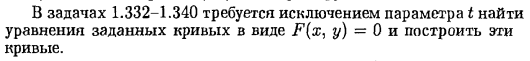 В задачах 1.332–1.340 требуется исключением параметра t найти
уравнения заданных кривых в виде F(x, y) = 0 и построить эти
кривые.